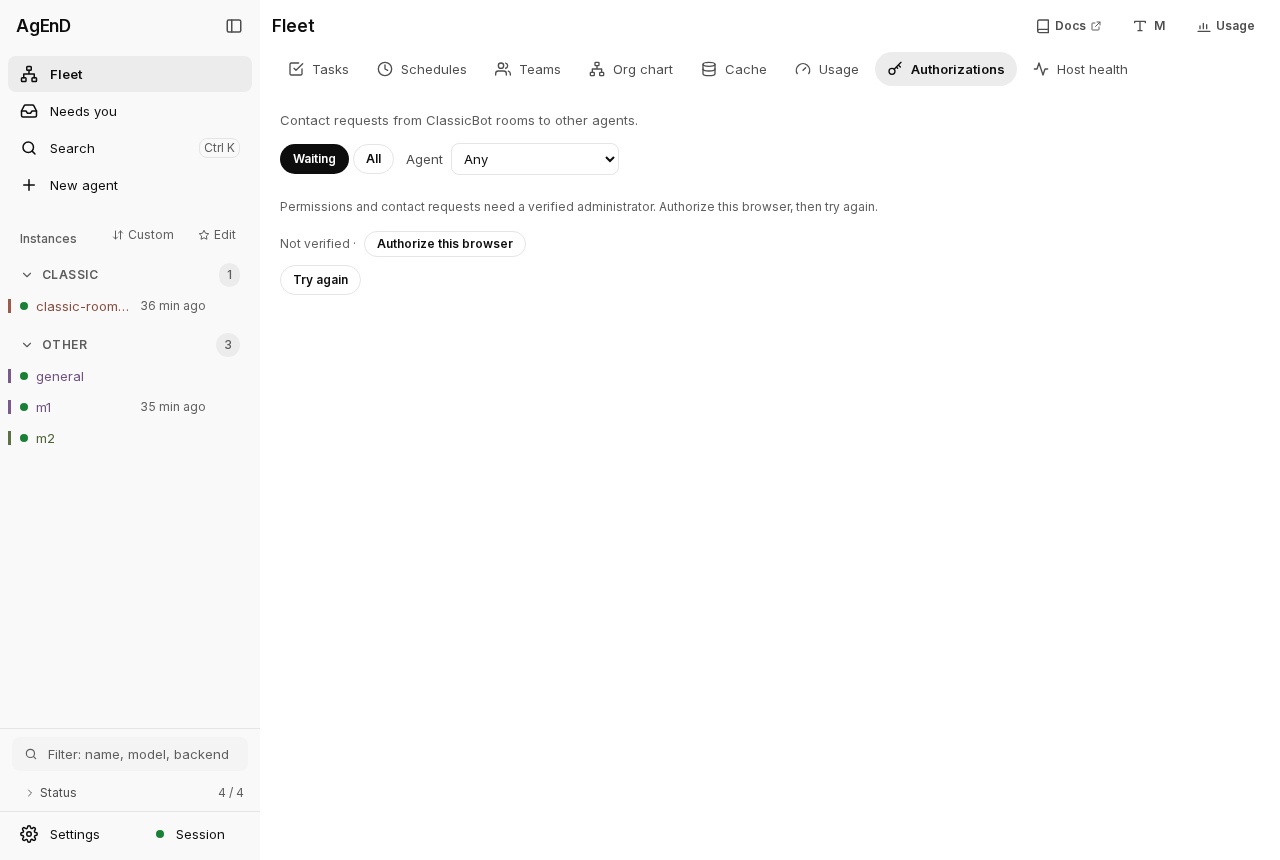 AgEnD
Fleet
Needs you
Search
Ctrl K
New agent
Instances
Custom
Edit
CLASSIC
1
classic-room…
36 min ago
OTHER
3
general
m1
35 min ago
m2
Filter: name, model, backend
Status
4 / 4
Settings
Session
Fleet
Docs
M
Usage
Tasks
Schedules
Teams
Org chart
Cache
Usage
Authorizations
Host health
Contact requests from ClassicBot rooms to other agents.
Waiting
All
Agent
Any
Permissions and contact requests need a verified administrator. Authorize this browser, then try again.
Not verified ·
Authorize this browser
Try again